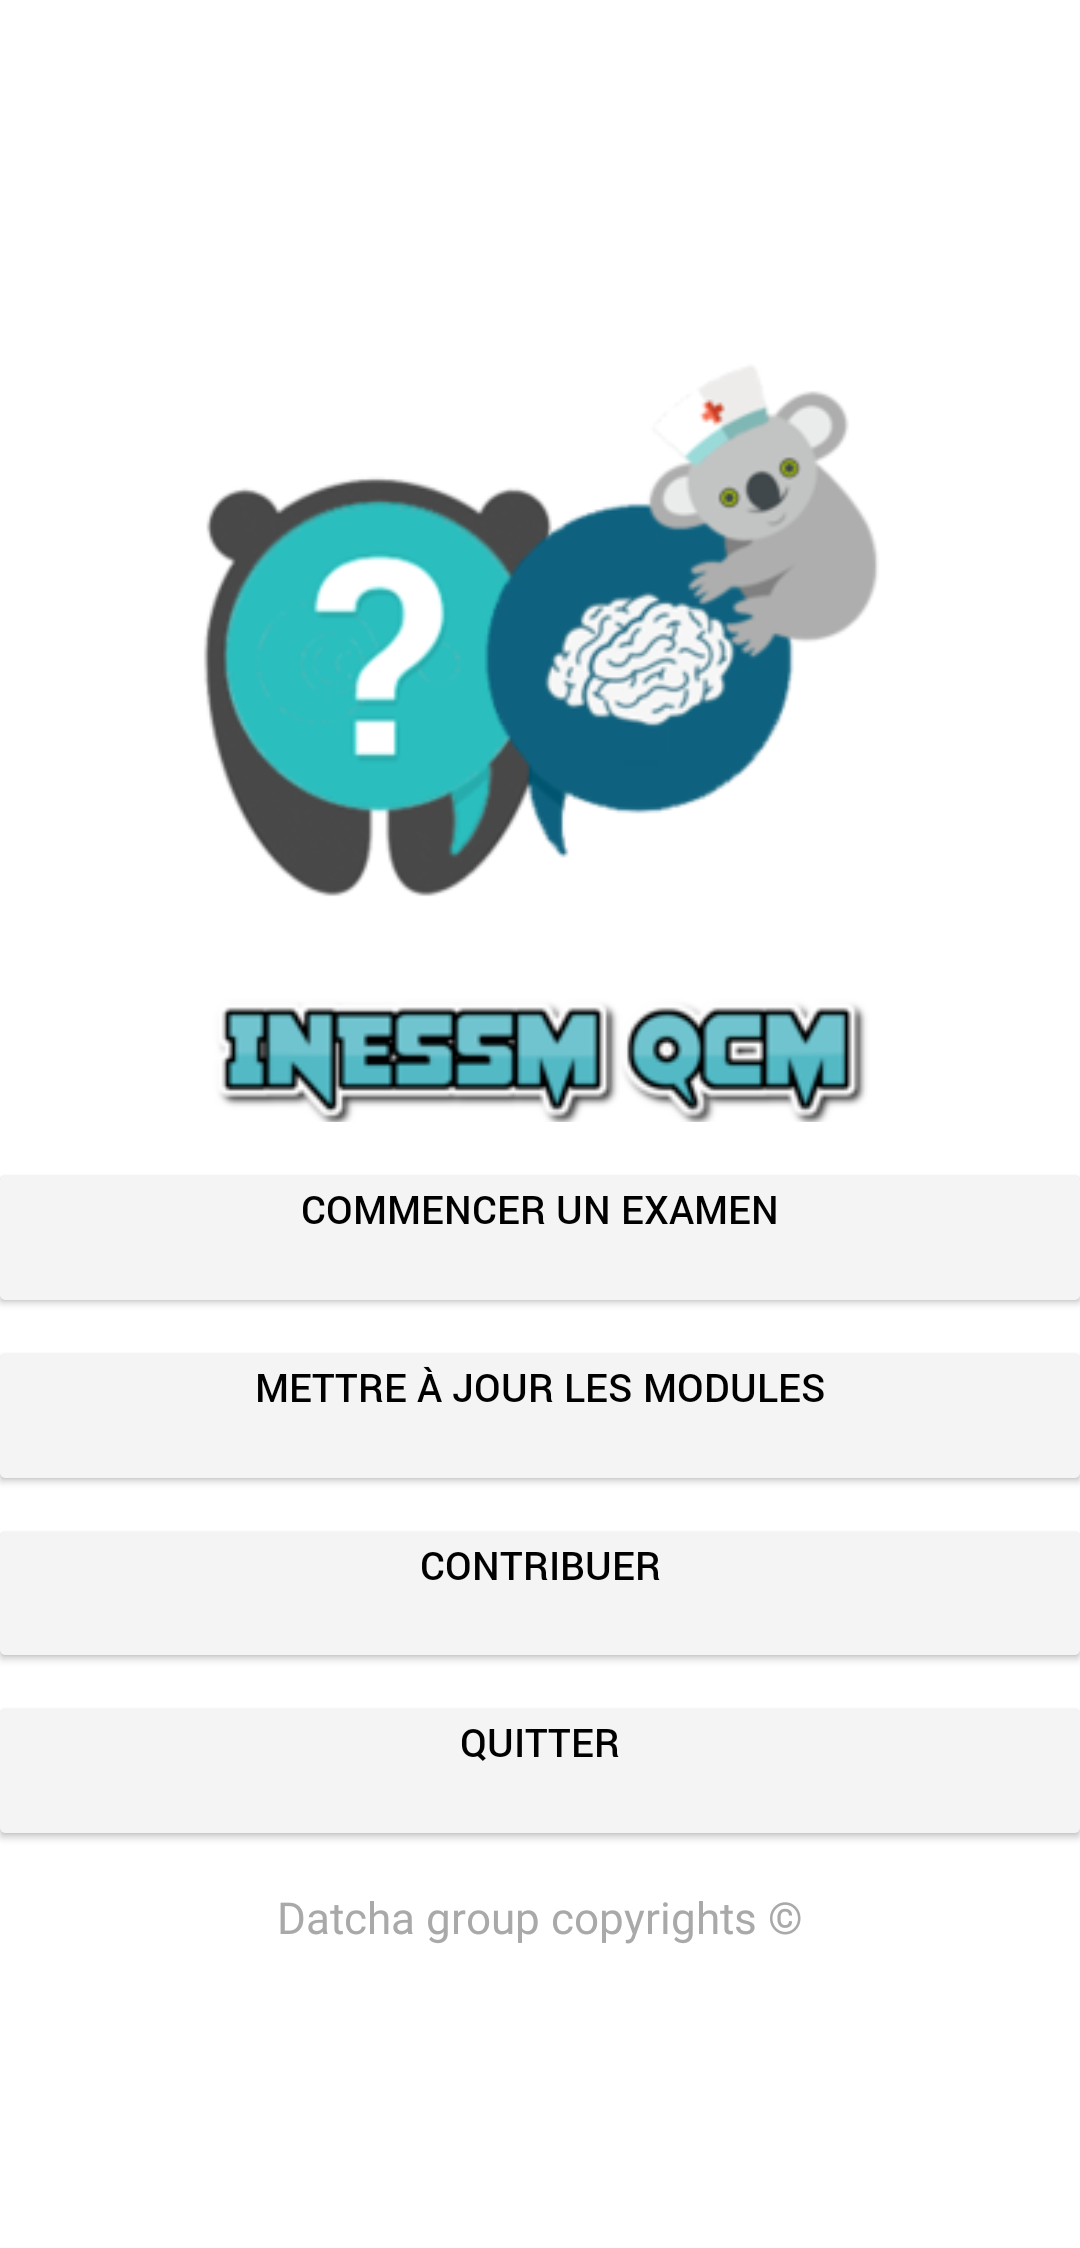 ?
INESSM QCM
COMMENCER UN EXAMEN
METTRE À JOUR LES MODULES
CONTRIBUER
QUITTER
Datcha group copyrights ©